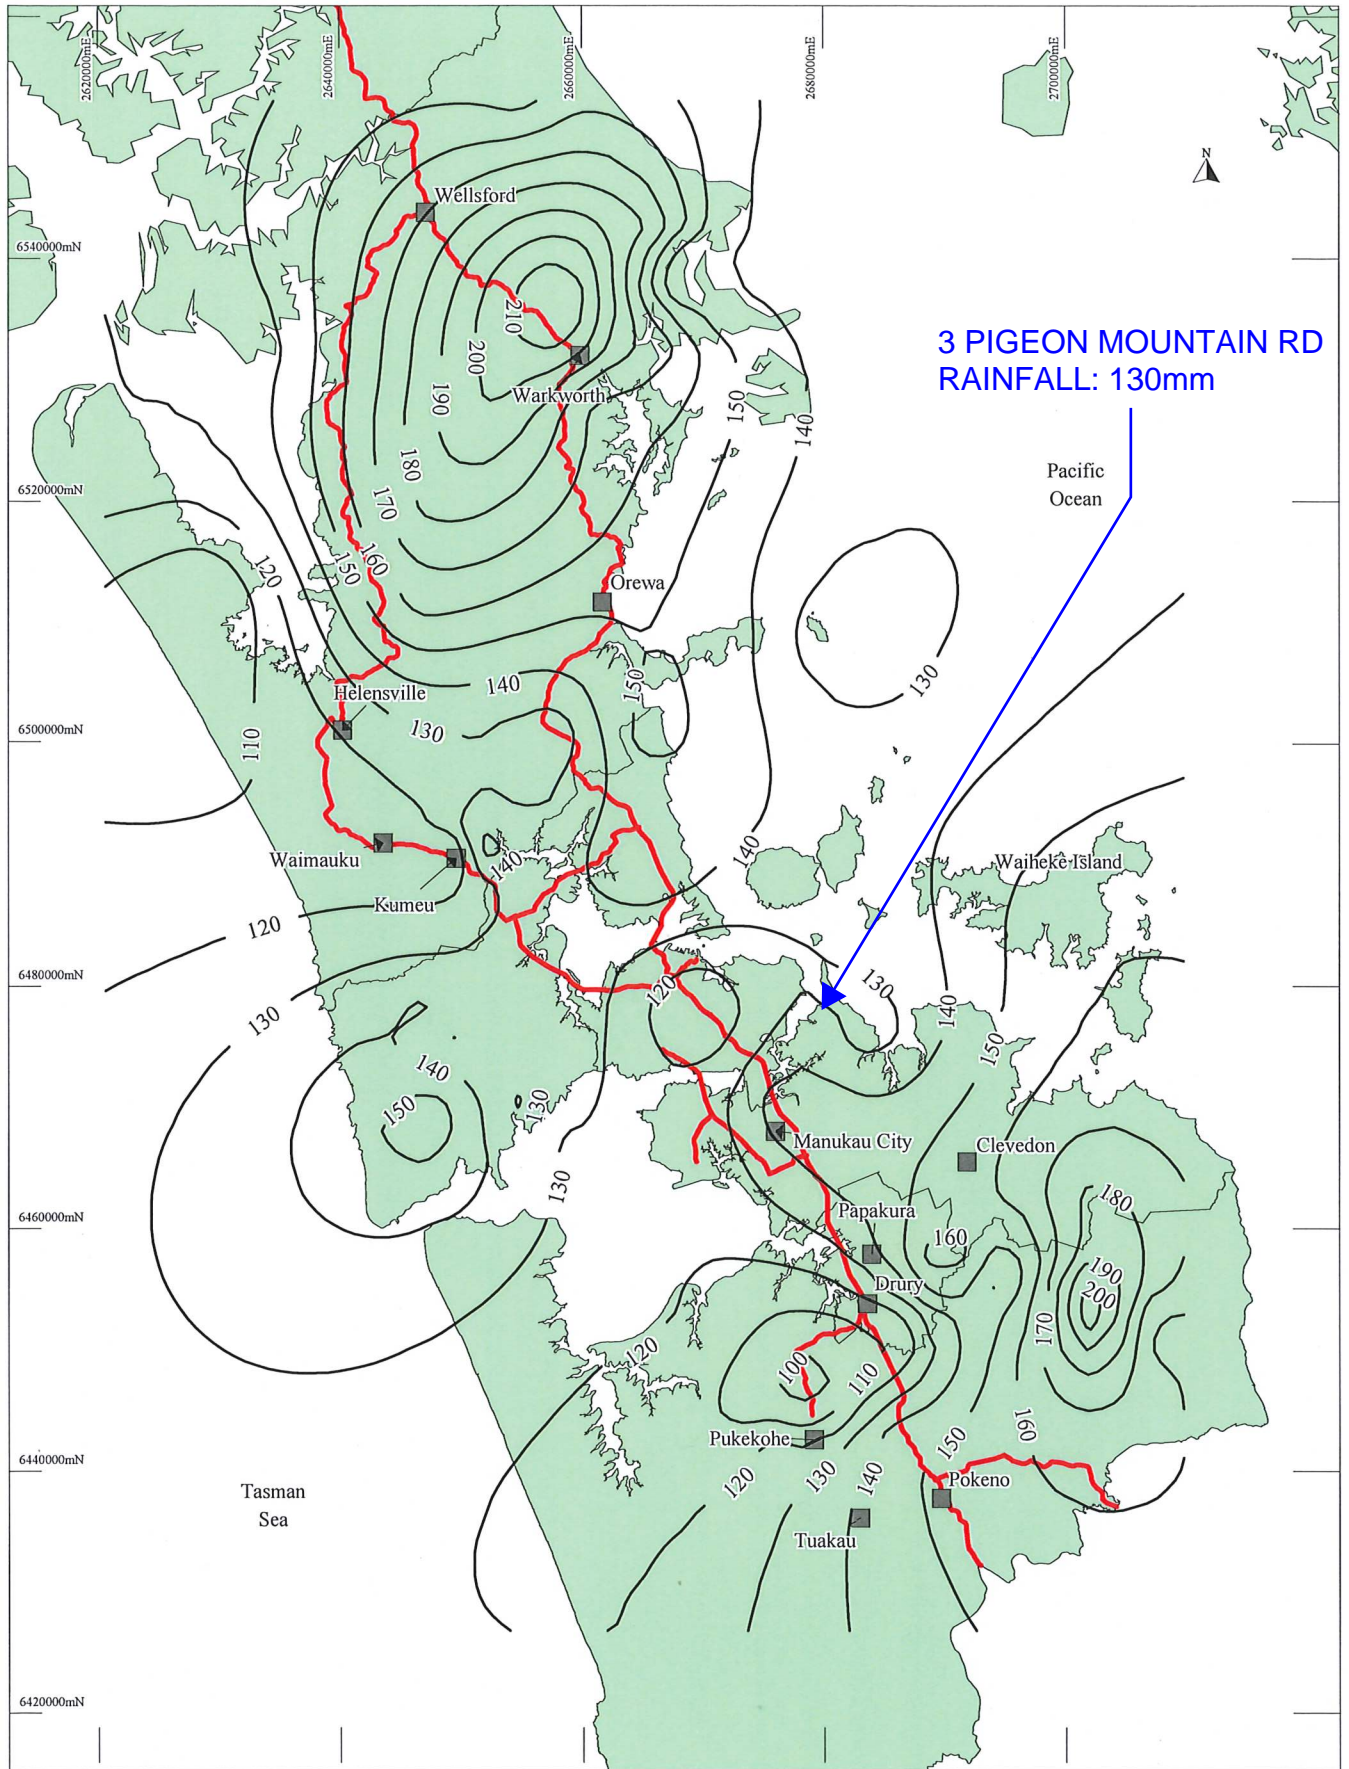 2620000mE
2640000mE
2660000mE
2680000mE
2700000mE
N
Wellsford
6540000mN
210
200
3 PIGEON MOUNTAIN RD
RAINFALL: 130mm
Warkworth
190
150
140
180
Pacific
Ocean
6520000mN
170
160
150
120
Orewa
Helensville
140
150
130
130
6500000mN
110
140
Waimauku
140
Waiheke Island
Kumeu
120
6480000mN
120
130
140
130
150
140
150
130
Manukau City
Clevedon
130
180
Papakura
6460000mN
160
190
Drury
200
170
120
100
110
160
150
Pukekohe
6440000mN
120
130
140
Pokeno
Tasman
Sea
Tuakau
6420000mN